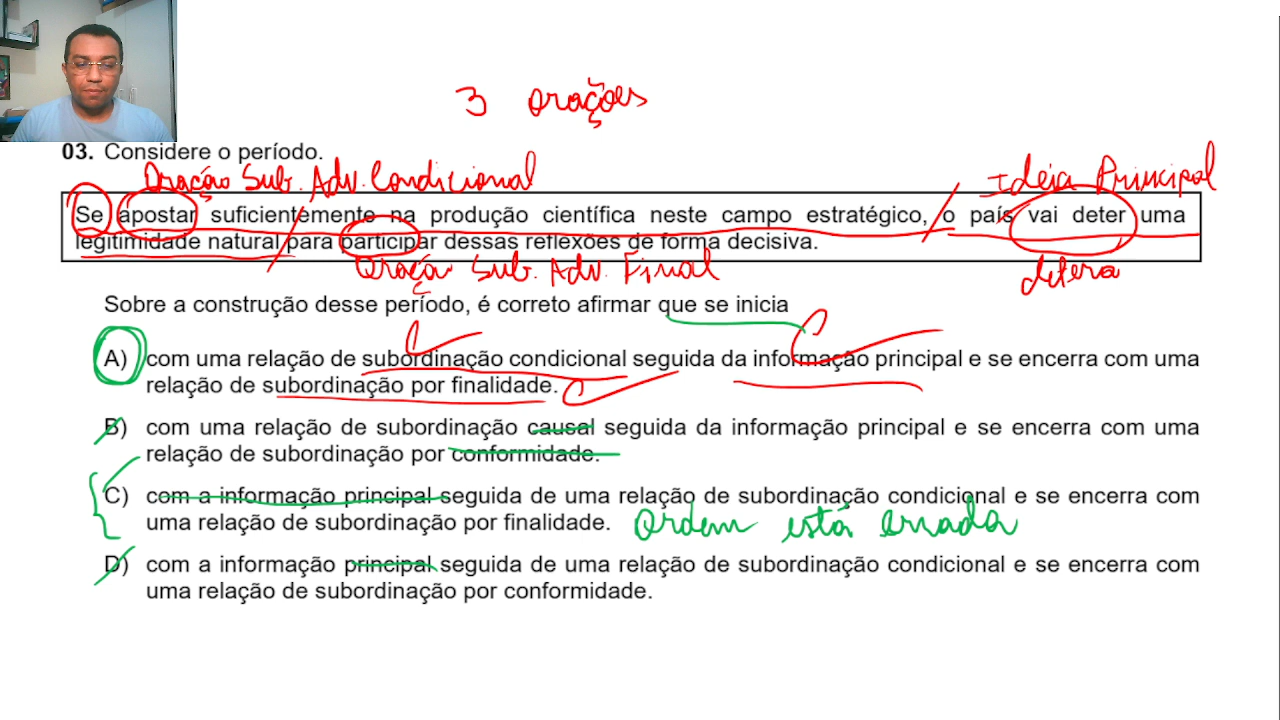 3 orações
03. Considere o período.
Oração Sub. Adv. Condicional
Ideia Principal
Se apostar suficientemente na produção científica neste campo estratégico, o país vai deter uma
legitimidade natural para participar dessas reflexões de forma decisiva.
Oração Sub. Adv. Final
deterá
Sobre a construção desse período, é correto afirmar que se inicia
A) com uma relação de subordinação condicional seguida da informação principal e se encerra com uma
relação de subordinação por finalidade.
B) com uma relação de subordinação causal seguida da informação principal e se encerra com uma
relação de subordinação por conformidade.
C) com a informação principal seguida de uma relação de subordinação condicional e se encerra com
uma relação de subordinação por finalidade.
ordem está errada
D) com a informação principal seguida de uma relação de subordinação condicional e se encerra com
uma relação de subordinação por conformidade.